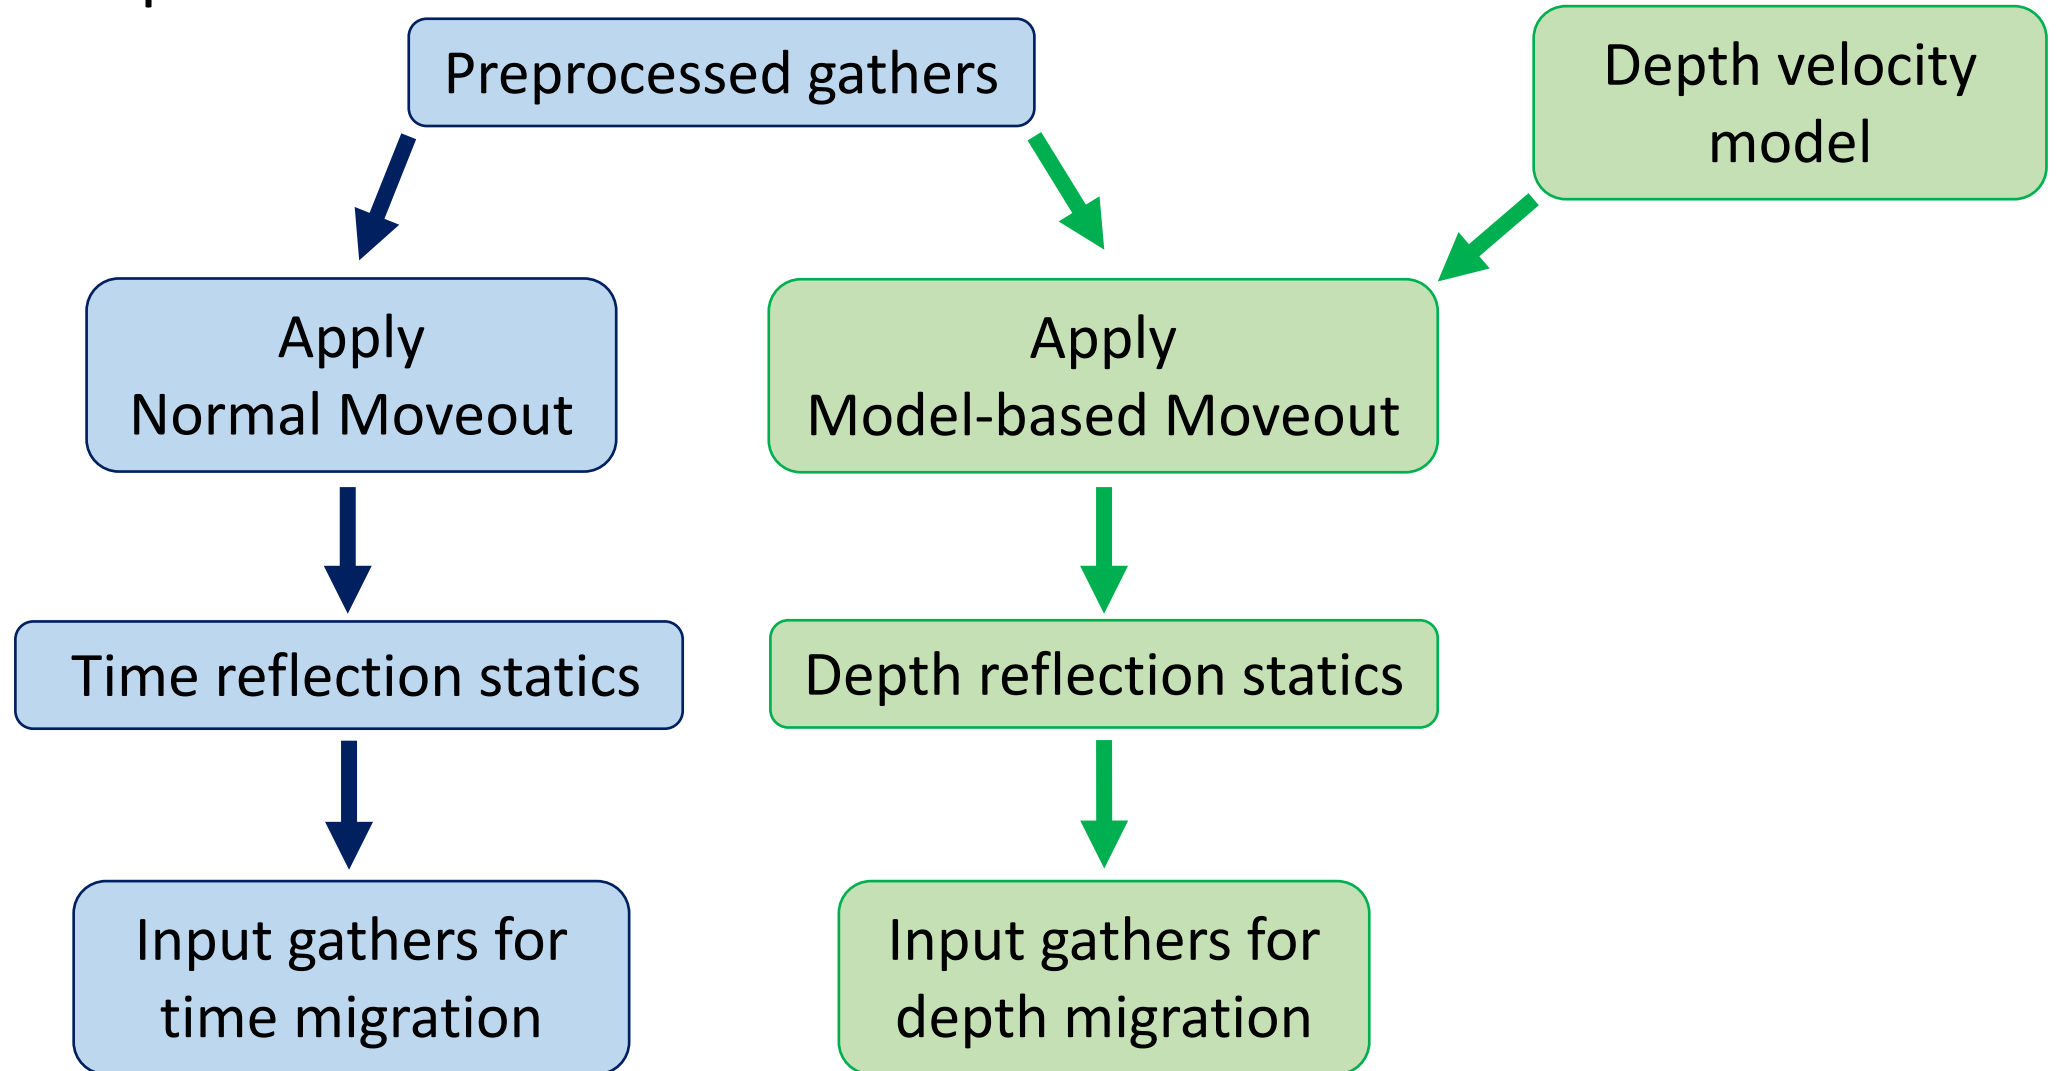 Preprocessed gathers
Depth velocity
model
Apply
Normal Moveout
Apply
Model-based Moveout
Time reflection statics
Depth reflection statics
Input gathers for
time migration
Input gathers for
depth migration